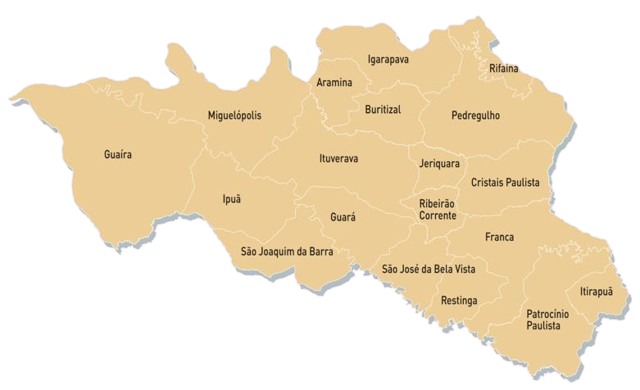 Igarapava
Rifaina
Aramina
Buritizal
Miguelópolis
Pedregulho
Guaíra
Ituverava
Jeriquara
Cristais Paulista
Ipuã
Ribeirão
Corrente
Guará
Franca
São Joaquim da Barra
São José da Bela Vista
Restinga
Itirapuã
Patrocínio
Paulista